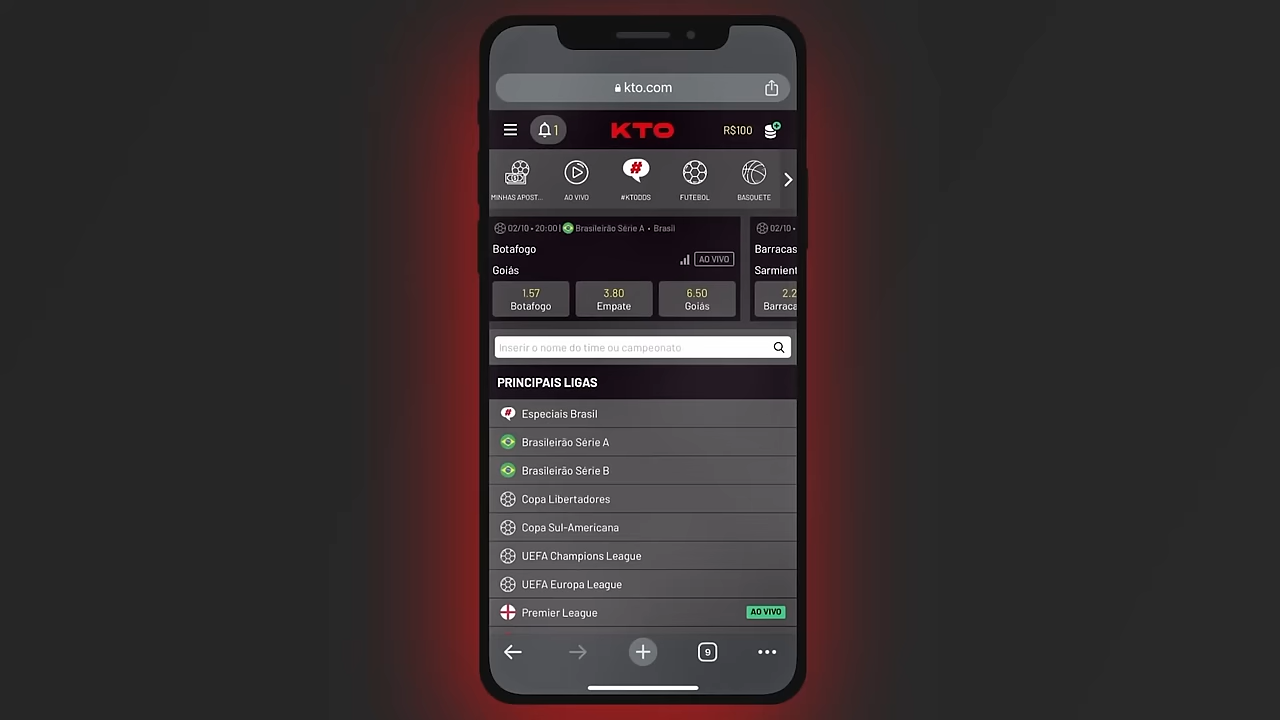 kto.com
1
KTO
R$100
MINHAS APOST...
AO VIVO
#KTODDS
FUTEBOL
BASQUETE
02/10 • 20:00 | Brasileirão Série A • Brasil
Botafogo
Goiás
AO VIVO
1.57
Botafogo
3.80
Empate
6.50
Goiás
02/10 •
Barracas
Sarmient
2.2
Barraca
Inserir o nome do time ou campeonato
PRINCIPAIS LIGAS
# Especiais Brasil
Brasileirão Série A
Brasileirão Série B
Copa Libertadores
Copa Sul-Americana
UEFA Champions League
UEFA Europa League
Premier League
AO VIVO
9